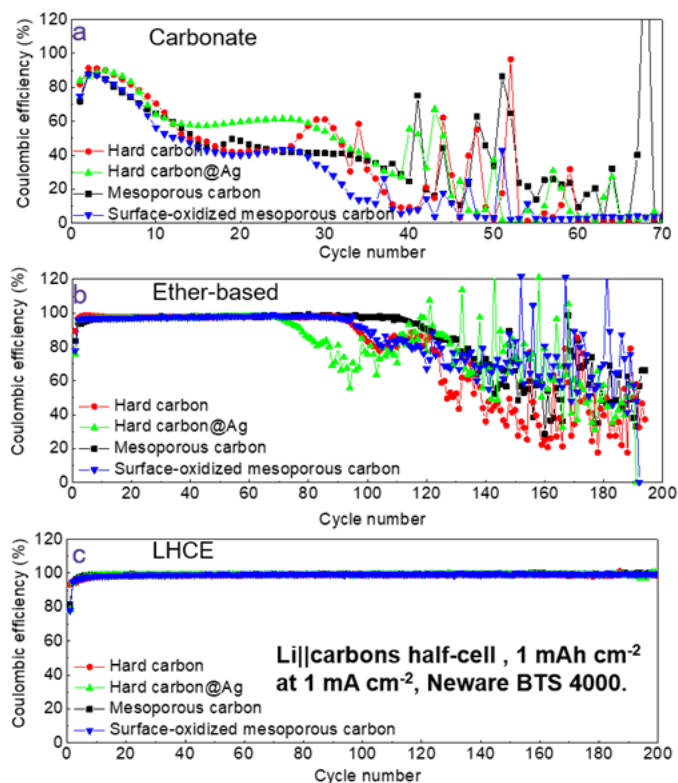 a
Carbonate
Coulombic efficiency (%)
120
100
80
60
40
20
0
Hard carbon
Hard carbon@Ag
Mesoporous carbon
Surface-oxidized mesoporous carbon
0 10 20 30 40 50 60 70
Cycle number
b
Ether-based
Coulombic efficiency (%)
120
100
80
60
40
20
0
Hard carbon
Hard carbon@Ag
Mesoporous carbon
Surface-oxidized mesoporous carbon
0 20 40 60 80 100 120 140 160 180 200
Cycle number
c
LHCE
Coulombic efficiency (%)
120
100
80
60
40
20
0
Hard carbon
Hard carbon@Ag
Mesoporous carbon
Surface-oxidized mesoporous carbon
Li||carbons half-cell , 1 mAh cm⁻²
at 1 mA cm⁻², Neware BTS 4000.
0 20 40 60 80 100 120 140 160 180 200
Cycle number